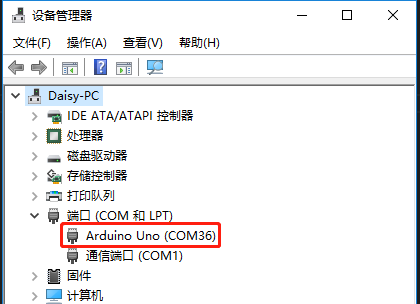 设备管理器
文件(F) 操作(A) 查看(V) 帮助(H)
Daisy-PC
IDE ATA/ATAPI 控制器
处理器
磁盘驱动器
存储控制器
打印队列
端口 (COM 和 LPT)
Arduino Uno (COM36)
通信端口 (COM1)
固件
计算机